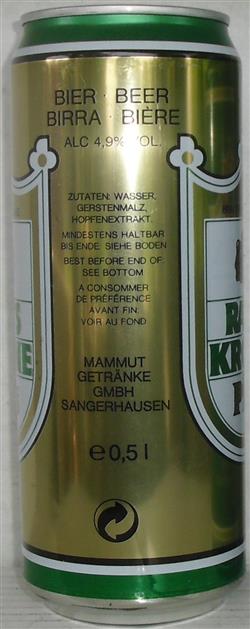 BIER · BEER
BIRRA · BIÈRE
ALC 4,9% VOL.
ZUTATEN: WASSER,
GERSTENMALZ,
HOPFENEXTRAKT.
MINDESTENS HALTBAR
BIS ENDE: SIEHE BODEN
BEST BEFORE END OF:
SEE BOTTOM
A CONSOMMER
DE PRÉFÉRENCE
AVANT FIN:
VOIR AU FOND
MAMMUT
GETRÄNKE
GMBH
SANGERHAUSEN
e 0,5 l